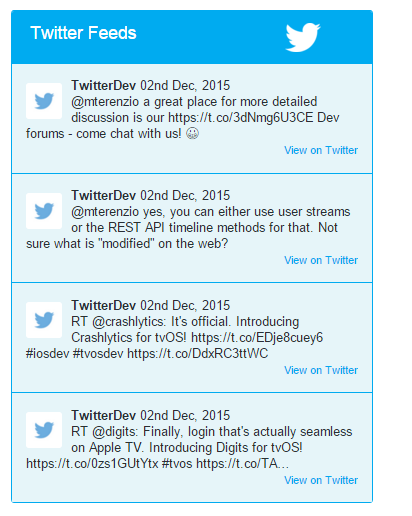 Twitter Feeds
TwitterDev 02nd Dec, 2015
@mterenzio a great place for more detailed
discussion is our https://t.co/3dNmg6U3CE Dev
forums - come chat with us! 😀
View on Twitter
TwitterDev 02nd Dec, 2015
@mterenzio yes, you can either use user streams
or the REST API timeline methods for that. Not
sure what is "modified" on the web?
View on Twitter
TwitterDev 02nd Dec, 2015
RT @crashlytics: It's official. Introducing
Crashlytics for tvOS! https://t.co/EDje8cuey6
#iosdev #tvosdev https://t.co/DdxRC3ttWC
View on Twitter
TwitterDev 02nd Dec, 2015
RT @digits: Finally, login that's actually seamless
on Apple TV. Introducing Digits for tvOS!
https://t.co/0zs1GUtYtx #tvos https://t.co/TA...
View on Twitter